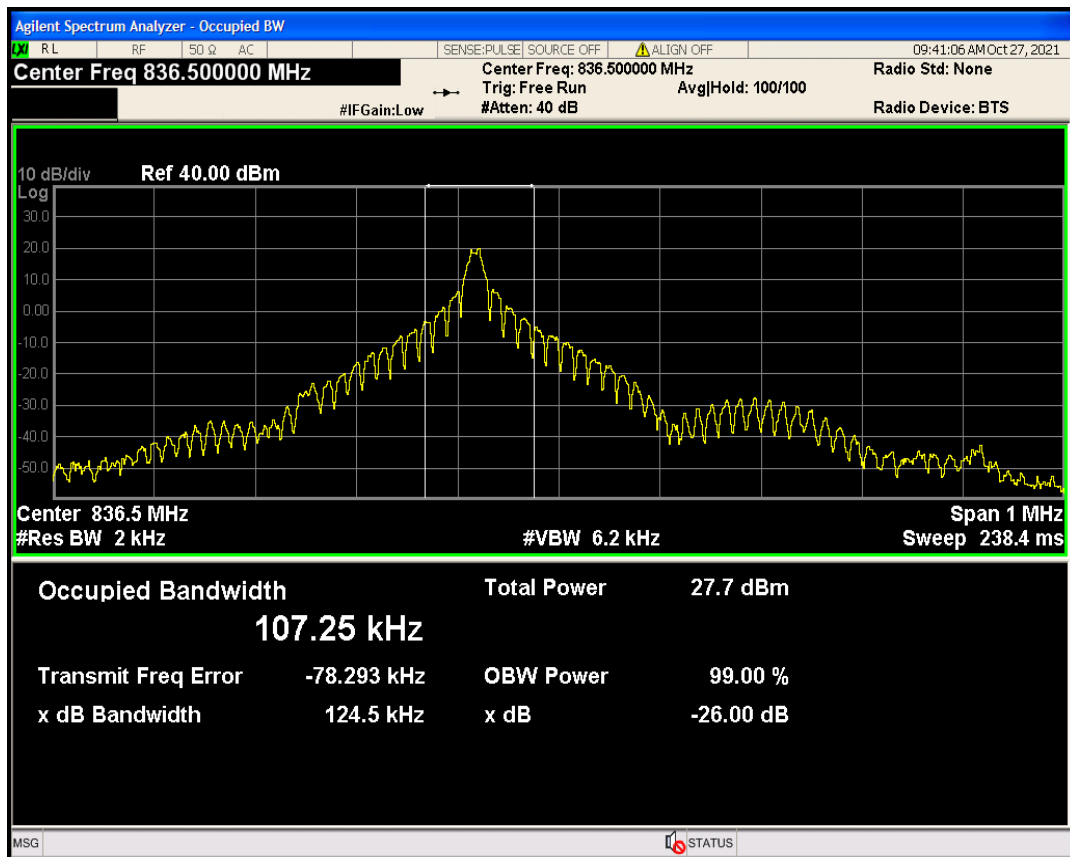 Agilent Spectrum Analyzer - Occupied BW
LXI RL RF 50 Ω AC SENSE:PULSE SOURCE OFF ALIGN OFF 09:41:06 AM Oct 27, 2021
Center Freq 836.500000 MHz Center Freq: 836.500000 MHz Radio Std: None
Trig: Free Run Avg|Hold: 100/100
#IFGain:Low #Atten: 40 dB Radio Device: BTS
10 dB/div Ref 40.00 dBm
Log
30.0
20.0
10.0
0.00
-10.0
-20.0
-30.0
-40.0
-50.0
Center 836.5 MHz Span 1 MHz
#Res BW 2 kHz #VBW 6.2 kHz Sweep 238.4 ms
Occupied Bandwidth Total Power 27.7 dBm
107.25 kHz
Transmit Freq Error -78.293 kHz OBW Power 99.00 %
x dB Bandwidth 124.5 kHz x dB -26.00 dB
MSG STATUS